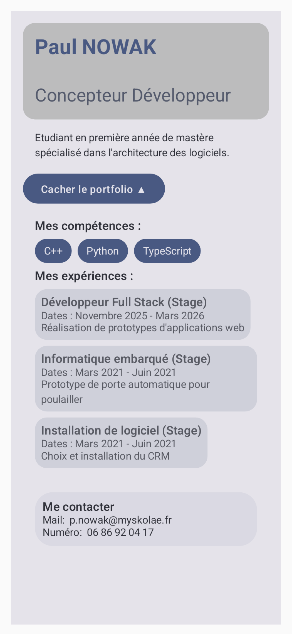 Paul NOWAK
Concepteur Développeur
Etudiant en première année de mastère
spécialisé dans l'architecture des logiciels.
Cacher le portfolio ▲
Mes compétences :
C++ Python TypeScript
Mes expériences :
Développeur Full Stack (Stage)
Dates : Novembre 2025 - Mars 2026
Réalisation de prototypes d'applications web
Informatique embarqué (Stage)
Dates : Mars 2021 - Juin 2021
Prototype de porte automatique pour
poulailler
Installation de logiciel (Stage)
Dates : Mars 2021 - Juin 2021
Choix et installation du CRM
Me contacter
Mail: p.nowak@myskolae.fr
Numéro: 06 86 92 04 17